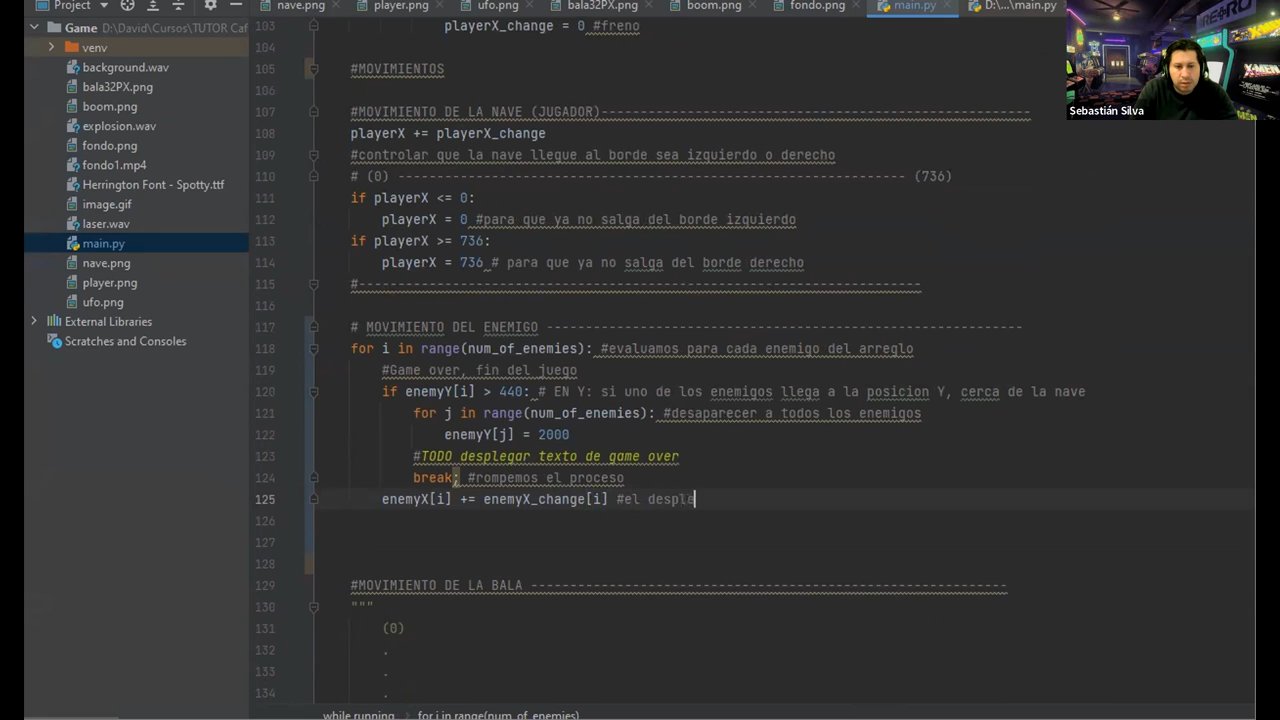 Project
nave.png
player.png
ufo.png
bala32PX.png
boom.png
fondo.png
main.py
D:\...\main.py
Game D:\David\Cursos\TUTOR Caf
venv
background.wav
bala32PX.png
boom.png
explosion.wav
fondo.png
fondo1.mp4
Herrington Font - Spotty.ttf
image.gif
laser.wav
main.py
nave.png
player.png
ufo.png
External Libraries
Scratches and Consoles
103 playerX_change = 0 #freno
104
105 #MOVIMIENTOS
106
107 #MOVIMIENTO DE LA NAVE (JUGADOR)-------------------------------------------------------
108 playerX += playerX_change
109 #controlar que la nave llegue al borde sea izquierdo o derecho
110 # (0) ----------------------------------------------------------------- (736)
111 if playerX <= 0:
112 playerX = 0 #para que ya no salga del borde izquierdo
113 if playerX >= 736:
114 playerX = 736 # para que ya no salga del borde derecho
115 #------------------------------------------------------------------------
116
117 # MOVIMIENTO DEL ENEMIGO -------------------------------------------------------------
118 for i in range(num_of_enemies): #evaluamos para cada enemigo del arreglo
119 #Game over, fin del juego
120 if enemyY[i] > 440: # EN Y: si uno de los enemigos llega a la posicion Y, cerca de la nave
121 for j in range(num_of_enemies): #desaparecer a todos los enemigos
122 enemyY[j] = 2000
123 #TODO desplegar texto de game over
124 break; #rompemos el proceso
125 enemyX[i] += enemyX_change[i] #el despla
126
127
128
129 #MOVIMIENTO DE LA BALA -------------------------------------------------------------
130 """
131 (0)
132 .
133 .
134 .
while running
for i in range(num_of_enemies)
Sebastián Silva
RETRO
X-MEN